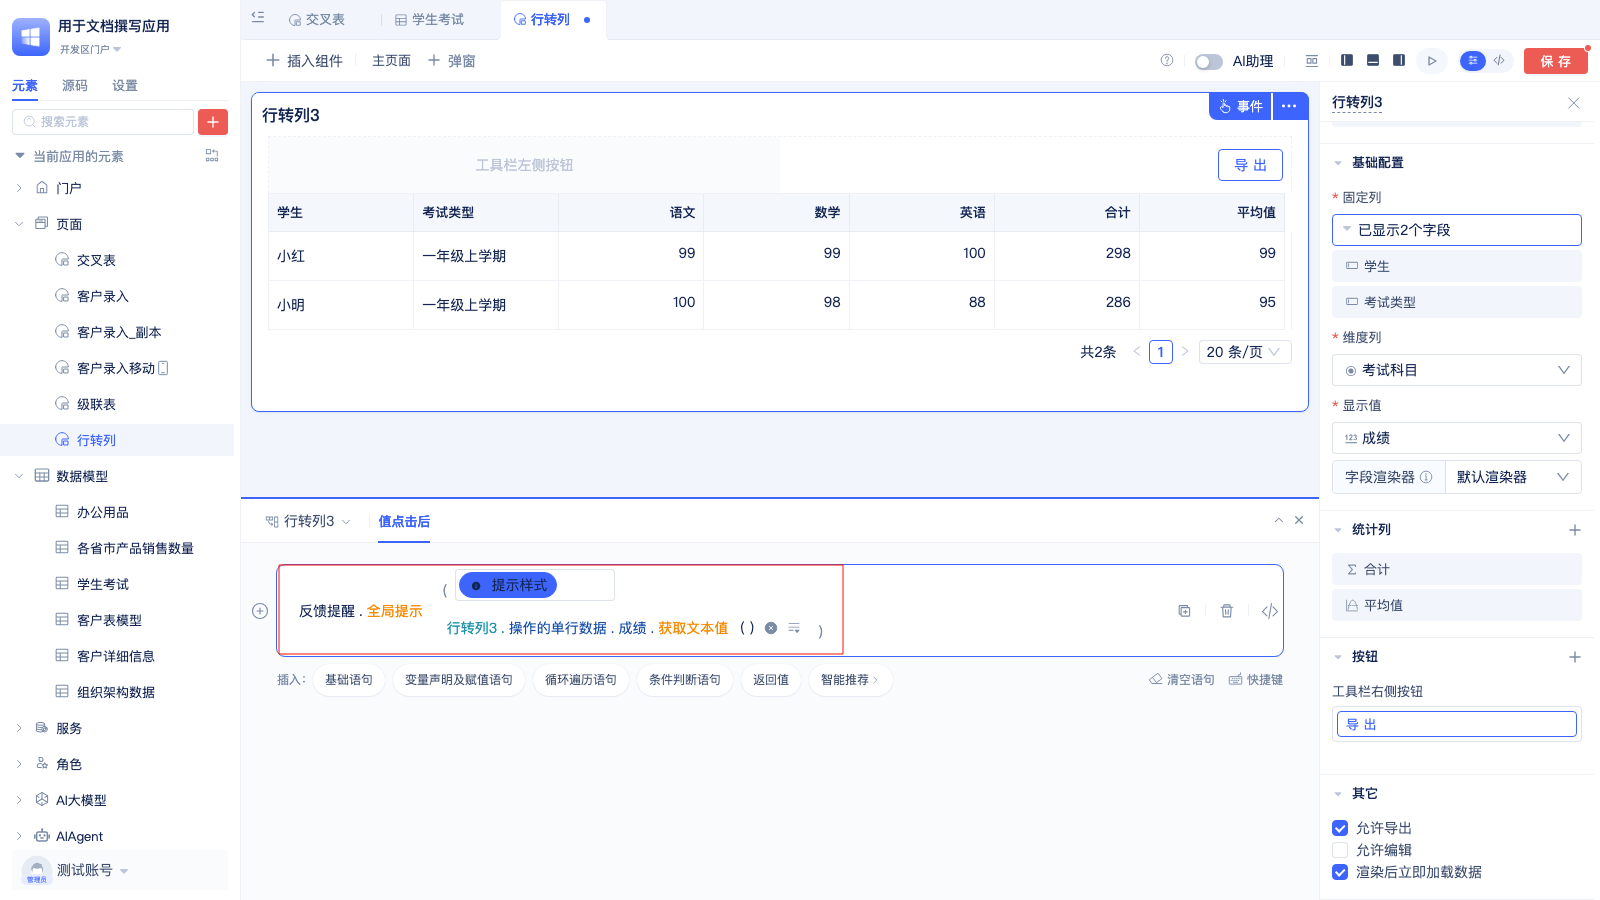 用于文档撰写应用
开发区门户
元素 源码 设置
搜索元素
当前应用的元素
门户
页面
交叉表
客户录入
客户录入_副本
客户录入移动
级联表
行转列
数据模型
办公用品
各省市产品销售数量
学生考试
客户表模型
客户详细信息
组织架构数据
服务
角色
AI大模型
AIAgent
测试账号
管理员
交叉表 学生考试 行转列
插入组件 主页面 弹窗
AI助理
保 存
行转列3
事件
工具栏左侧按钮
导 出
学生 考试类型 语文 数学 英语 合计 平均值
小红 一年级上学期 99 99 100 298 99
小明 一年级上学期 100 98 88 286 95
共2条 1 20 条/页
行转列3 值点击后
反馈提醒 . 全局提示 ( 提示样式
行转列3 . 操作的单行数据 . 成绩 . 获取文本值 ( ) )
插入: 基础语句 变量声明及赋值语句 循环遍历语句 条件判断语句 返回值 智能推荐
清空语句 快捷键
行转列3
基础配置
* 固定列
已显示2个字段
学生
考试类型
* 维度列
考试科目
* 显示值
123 成绩
字段渲染器 默认渲染器
统计列
合计
平均值
按钮
工具栏右侧按钮
导 出
其它
允许导出
允许编辑
渲染后立即加载数据